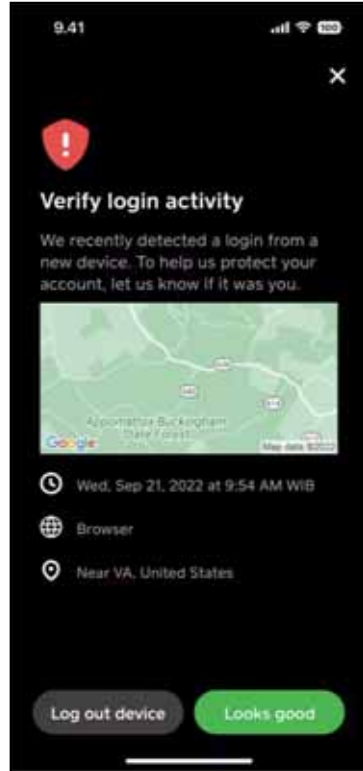 9.41
100
Verify login activity
We recently detected a login from a
new device. To help us protect your
account, let us know if it was you.
Appomattox Buckingham
State Forest
Google
Map data ©2022
Wed, Sep 21, 2022 at 9:54 AM WIB
Browser
Near VA, United States
Log out device
Looks good